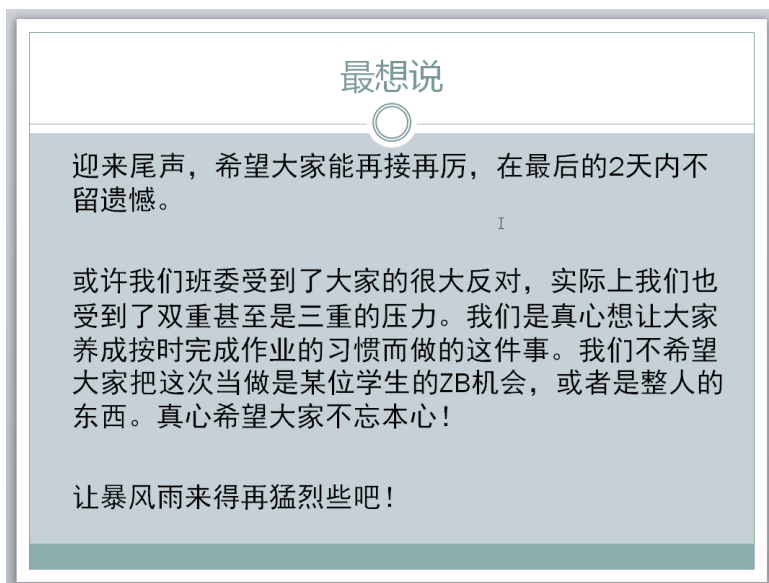 最想说
迎来尾声，希望大家能再接再厉，在最后的2天内不
留遗憾。
或许我们班委受到了大家的很大反对，实际上我们也
受到了双重甚至是三重的压力。我们是真心想让大家
养成按时完成作业的习惯而做的这件事。我们不希望
大家把这次当做是某位学生的ZB机会，或者是整人的
东西。真心希望大家不忘本心！
让暴风雨来得再猛烈些吧！